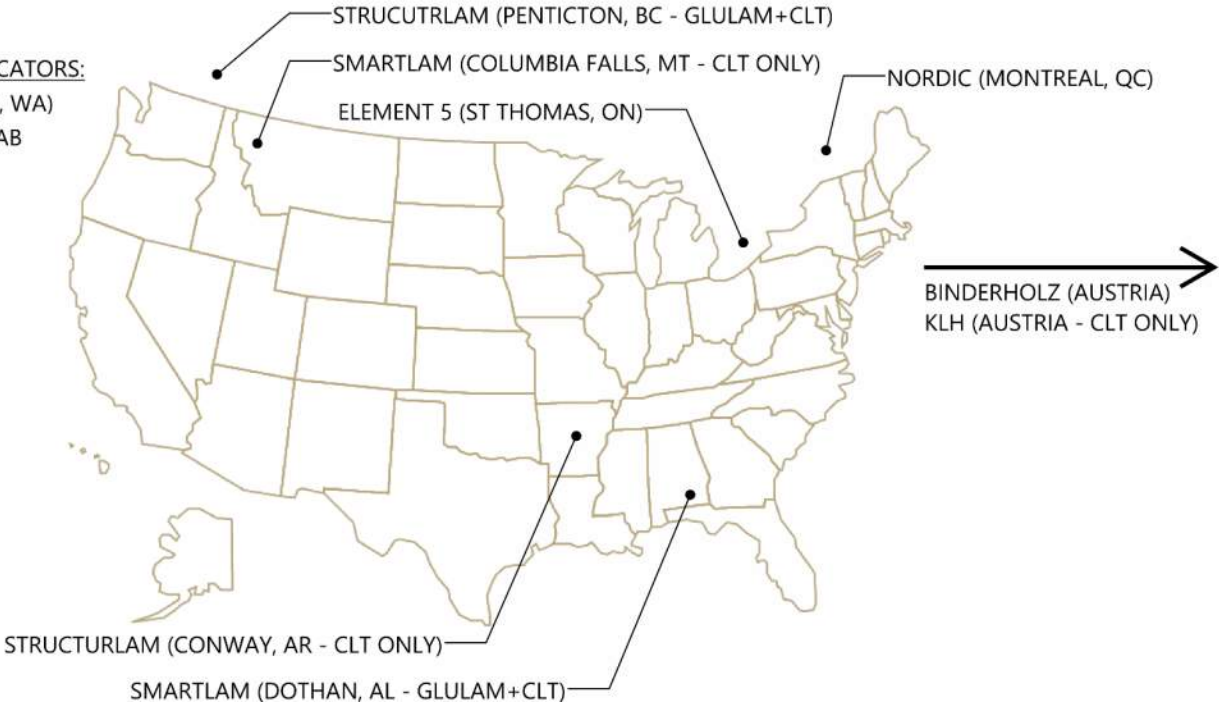 STRUCUTRLAM (PENTICTON, BC - GLULAM+CLT)
CATORS:
, WA)
AB
SMARTLAM (COLUMBIA FALLS, MT - CLT ONLY)
NORDIC (MONTREAL, QC)
ELEMENT 5 (ST THOMAS, ON)
BINDERHOLZ (AUSTRIA)
KLH (AUSTRIA - CLT ONLY)
STRUCTURLAM (CONWAY, AR - CLT ONLY)
SMARTLAM (DOTHAN, AL - GLULAM+CLT)